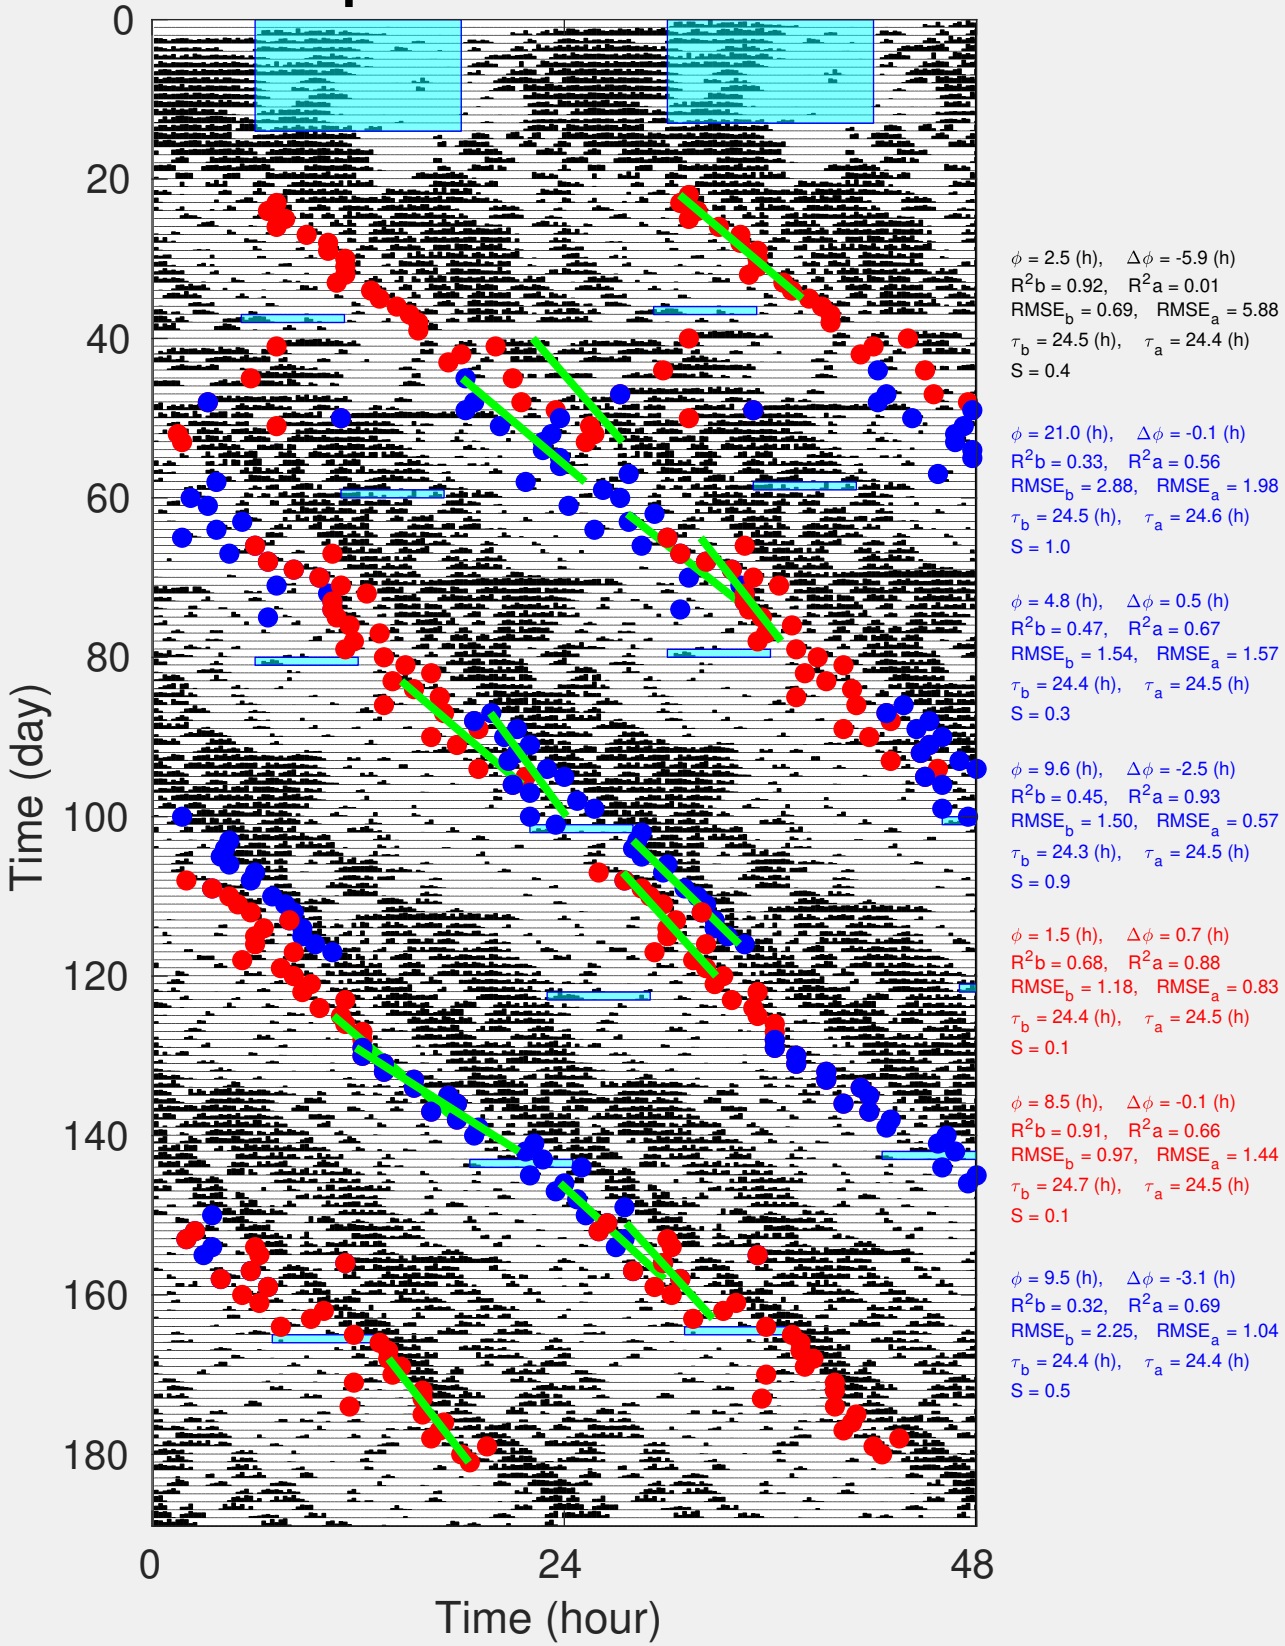 0
20
40
60
80
100
120
140
160
180
Time (day)
0 24 48
Time (hour)
ϕ = 2.5 (h), Δϕ = -5.9 (h)
R²b = 0.92, R²a = 0.01
RMSE_b = 0.69, RMSE_a = 5.88
τ_b = 24.5 (h), τ_a = 24.4 (h)
S = 0.4
ϕ = 21.0 (h), Δϕ = -0.1 (h)
R²b = 0.33, R²a = 0.56
RMSE_b = 2.88, RMSE_a = 1.98
τ_b = 24.5 (h), τ_a = 24.6 (h)
S = 1.0
ϕ = 4.8 (h), Δϕ = 0.5 (h)
R²b = 0.47, R²a = 0.67
RMSE_b = 1.54, RMSE_a = 1.57
τ_b = 24.4 (h), τ_a = 24.5 (h)
S = 0.3
ϕ = 9.6 (h), Δϕ = -2.5 (h)
R²b = 0.45, R²a = 0.93
RMSE_b = 1.50, RMSE_a = 0.57
τ_b = 24.3 (h), τ_a = 24.5 (h)
S = 0.9
ϕ = 1.5 (h), Δϕ = 0.7 (h)
R²b = 0.68, R²a = 0.88
RMSE_b = 1.18, RMSE_a = 0.83
τ_b = 24.4 (h), τ_a = 24.5 (h)
S = 0.1
ϕ = 8.5 (h), Δϕ = -0.1 (h)
R²b = 0.91, R²a = 0.66
RMSE_b = 0.97, RMSE_a = 1.44
τ_b = 24.7 (h), τ_a = 24.5 (h)
S = 0.1
ϕ = 9.5 (h), Δϕ = -3.1 (h)
R²b = 0.32, R²a = 0.69
RMSE_b = 2.25, RMSE_a = 1.04
τ_b = 24.4 (h), τ_a = 24.4 (h)
S = 0.5